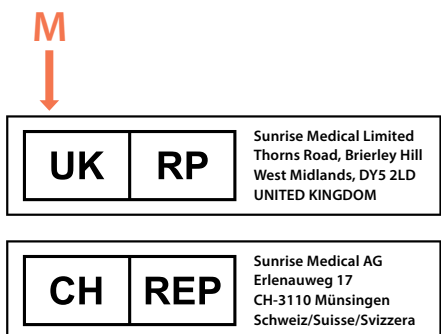 M
UK RP
Sunrise Medical Limited
Thorns Road, Brierley Hill
West Midlands, DY5 2LD
UNITED KINGDOM
CH REP
Sunrise Medical AG
Erlenauweg 17
CH-3110 Münsingen
Schweiz/Suisse/Svizzera